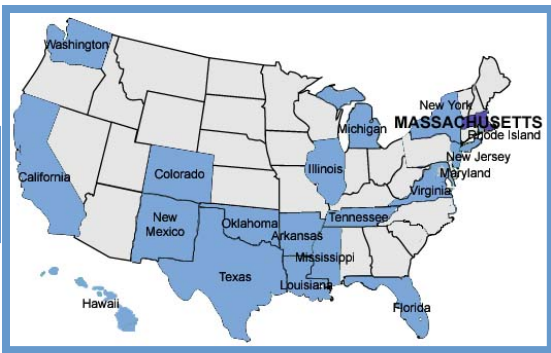 Washington
New York
MASSACHUSETTS
Michigan
Rhode Island
New Jersey
Illinois
Maryland
California
Colorado
Virginia
New
Mexico
Oklahoma
Tennessee
Arkansas
Mississippi
Texas
Louisiana
Hawaii
Florida